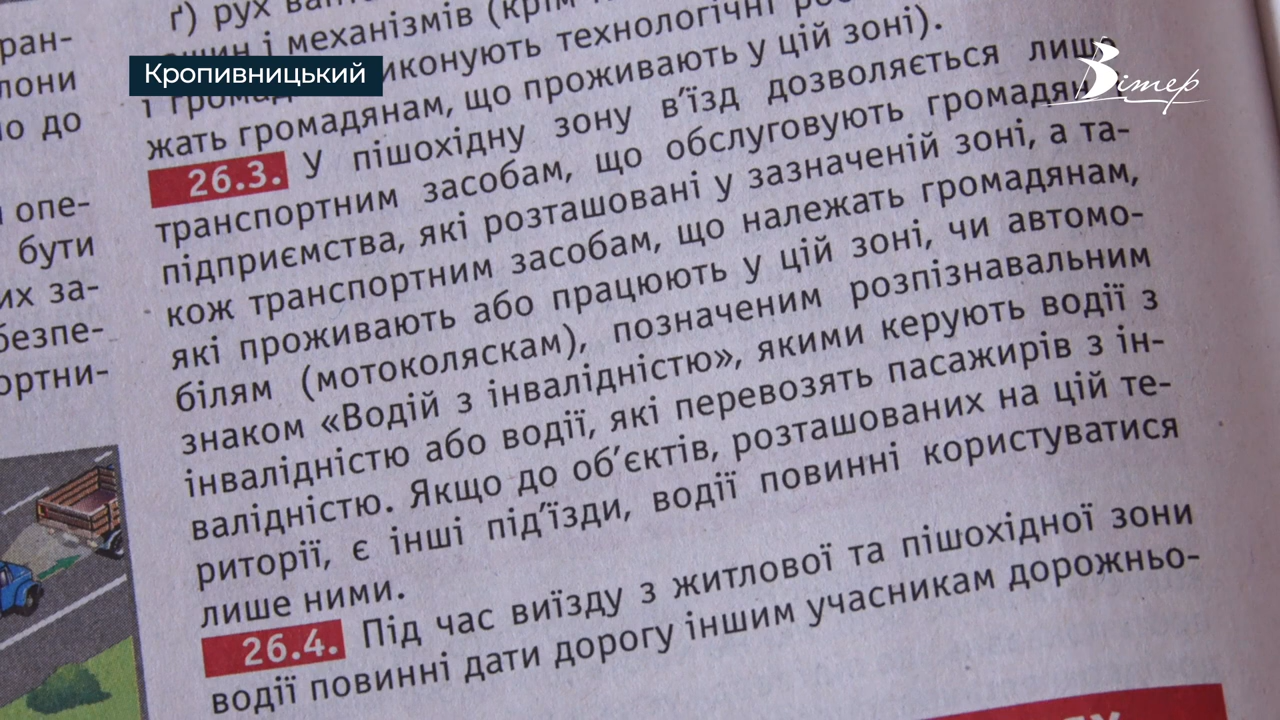 Кропивницький
Вітер
ґ) рух
і механізмів
технологічні
жать громадянам, що проживають у цій зоні).
26.3. У пішохідну зону в’їзд дозволяється лише
транспортним засобам, що обслуговують громадян
підприємства, які розташовані у зазначеній зоні, а та-
кож транспортним засобам, що належать громадянам,
які проживають або працюють у цій зоні, чи автомо-
білям (мотоколяскам), позначеним розпізнавальним
знаком «Водій з інвалідністю», якими керують водії з
інвалідністю або водії, які перевозять пасажирів з ін-
валідністю. Якщо до об’єктів, розташованих на цій те-
риторії, є інші під’їзди, водії повинні користуватися
лише ними.
26.4. Під час виїзду з житлової та пішохідної зони
водії повинні дати дорогу іншим учасникам дорожньо-
ран-
лони
до
опе-
бути
их за-
безпе-
ортни-